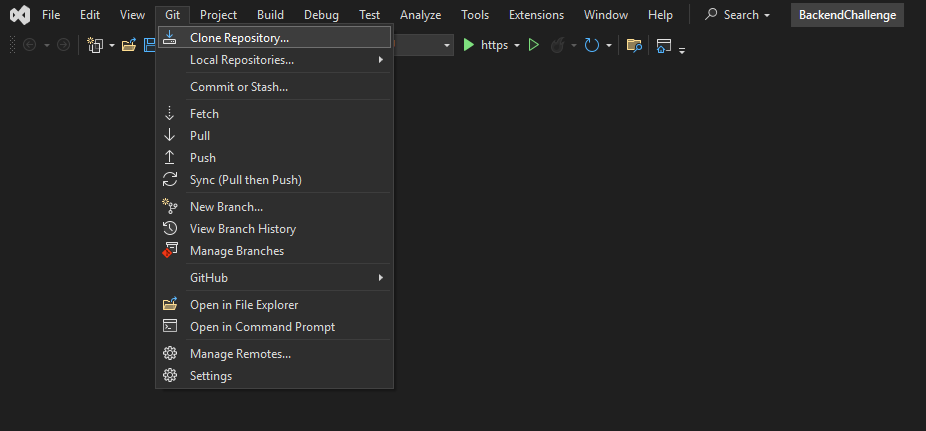 File Edit View Git Project Build Debug Test Analyze Tools Extensions Window Help Search BackendChallenge
https
Clone Repository...
Local Repositories...
Commit or Stash...
Fetch
Pull
Push
Sync (Pull then Push)
New Branch...
View Branch History
Manage Branches
GitHub
Open in File Explorer
Open in Command Prompt
Manage Remotes...
Settings